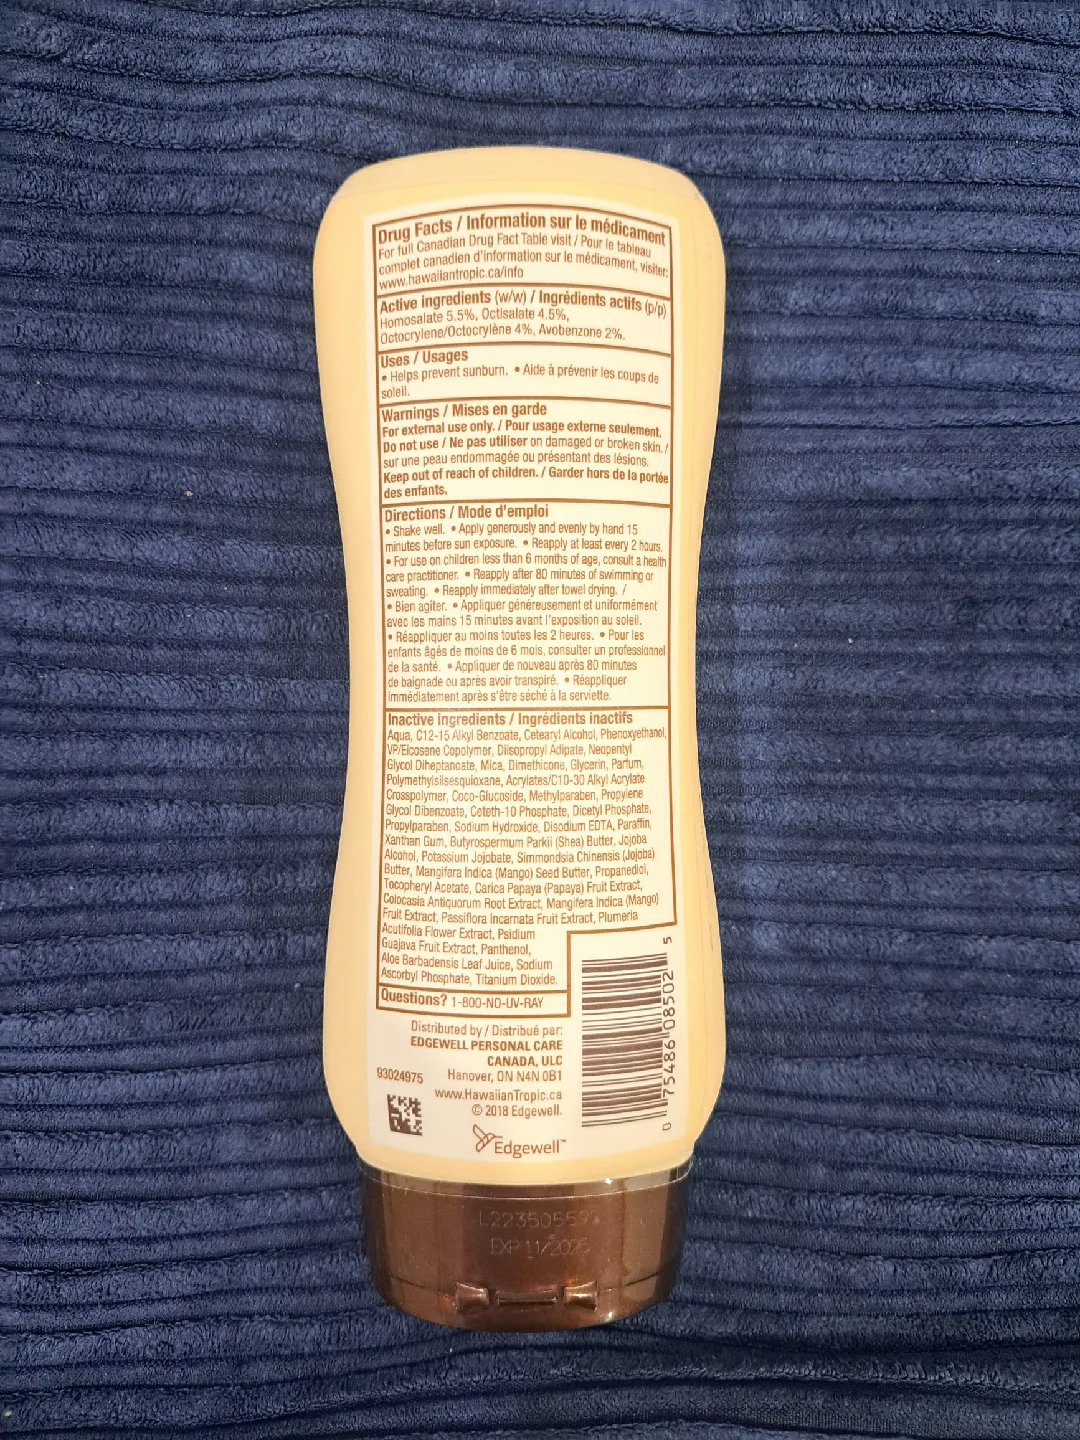 Drug Facts / Information sur le médicament
For full Canadian Drug Fact Table visit / Pour le tableau
complet canadien d'information sur le médicament, visiter:
www.hawaiiantropic.ca/info
Active ingredients (w/w) / Ingrédients actifs (p/p)
Homosalate 5.5%, Octisalate 4.5%,
Octocrylene/Octocrylène 4%, Avobenzone 2%.
Uses / Usages
• Helps prevent sunburn. • Aide à prévenir les coups de
soleil.
Warnings / Mises en garde
For external use only. / Pour usage externe seulement.
Do not use / Ne pas utiliser on damaged or broken skin. /
sur une peau endommagée ou présentant des lésions.
Keep out of reach of children. / Garder hors de la portée
des enfants.
Directions / Mode d'emploi
• Shake well. • Apply generously and evenly by hand 15
minutes before sun exposure. • Reapply at least every 2 hours.
• For use on children less than 6 months of age, consult a health
care practitioner. • Reapply after 80 minutes of swimming or
sweating. • Reapply immediately after towel drying. /
• Bien agiter. • Appliquer généreusement et uniformément
avec les mains 15 minutes avant l'exposition au soleil.
• Réappliquer au moins toutes les 2 heures. • Pour les
enfants âgés de moins de 6 mois, consulter un professionnel
de la santé. • Appliquer de nouveau après 80 minutes
de baignade ou après avoir transpiré. • Réappliquer
immédiatement après s'être séché à la serviette.
Inactive ingredients / Ingrédients inactifs
Aqua, C12-15 Alkyl Benzoate, Cetearyl Alcohol, Phenoxyethanol,
VP/Eicosene Copolymer, Diisopropyl Adipate, Neopentyl
Glycol Diheptanoate, Mica, Dimethicone, Glycerin, Parfum,
Polymethylsilsesquioxane, Acrylates/C10-30 Alkyl Acrylate
Crosspolymer, Coco-Glucoside, Methylparaben, Propylene
Glycol Dibenzoate, Ceteth-10 Phosphate, Dicetyl Phosphate,
Propylparaben, Sodium Hydroxide, Disodium EDTA, Paraffin,
Xanthan Gum, Butyrospermum Parkii (Shea) Butter, Jojoba
Alcohol, Potassium Jojobate, Simmondsia Chinensis (Jojoba)
Butter, Mangifera Indica (Mango) Seed Butter, Propanediol,
Tocopheryl Acetate, Carica Papaya (Papaya) Fruit Extract,
Colocasia Antiquorum Root Extract, Mangifera Indica (Mango)
Fruit Extract, Passiflora Incarnata Fruit Extract, Plumeria
Acutifolia Flower Extract, Psidium
Guajava Fruit Extract, Panthenol,
Aloe Barbadensis Leaf Juice, Sodium
Ascorbyl Phosphate, Titanium Dioxide.
Questions? 1-800-NO-UV-RAY
Distributed by / Distribué par:
EDGEWELL PERSONAL CARE
CANADA, ULC
Hanover, ON N4N 0B1
www.HawaiianTropic.ca
© 2018 Edgewell.
93024975
Edgewell™
0 75486 08502 5
EXP 11/2025